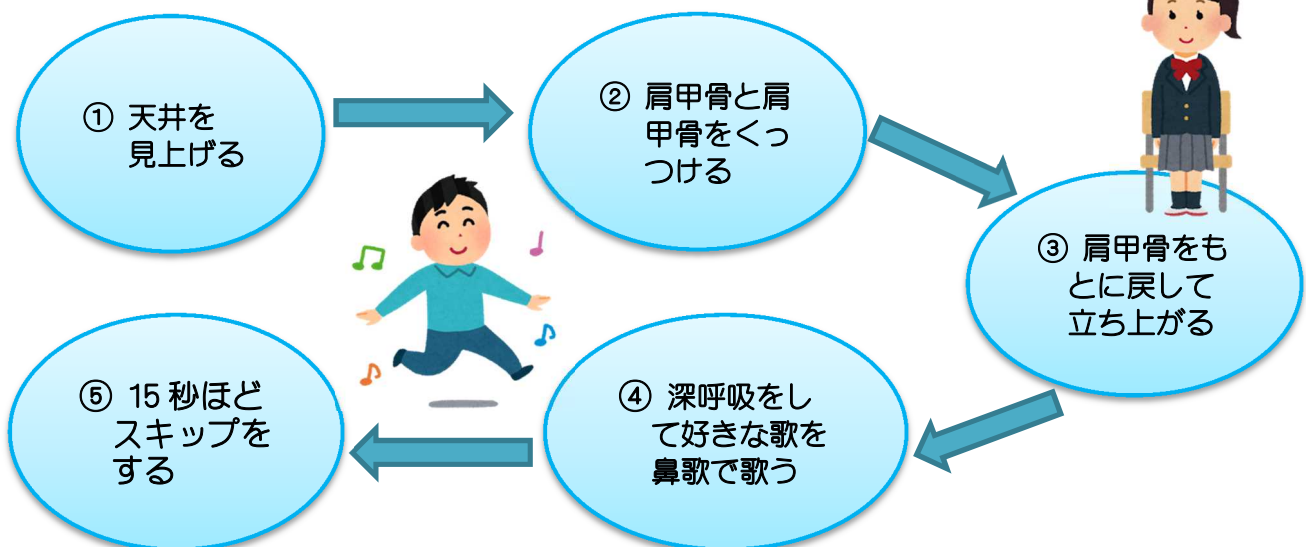 ① 天井を
見上げる
② 肩甲骨と肩
甲骨をくっ
つける
③ 肩甲骨をも
とに戻して
立ち上がる
④ 深呼吸をし
て好きな歌を
鼻歌で歌う
⑤ 15秒ほど
スキップを
する